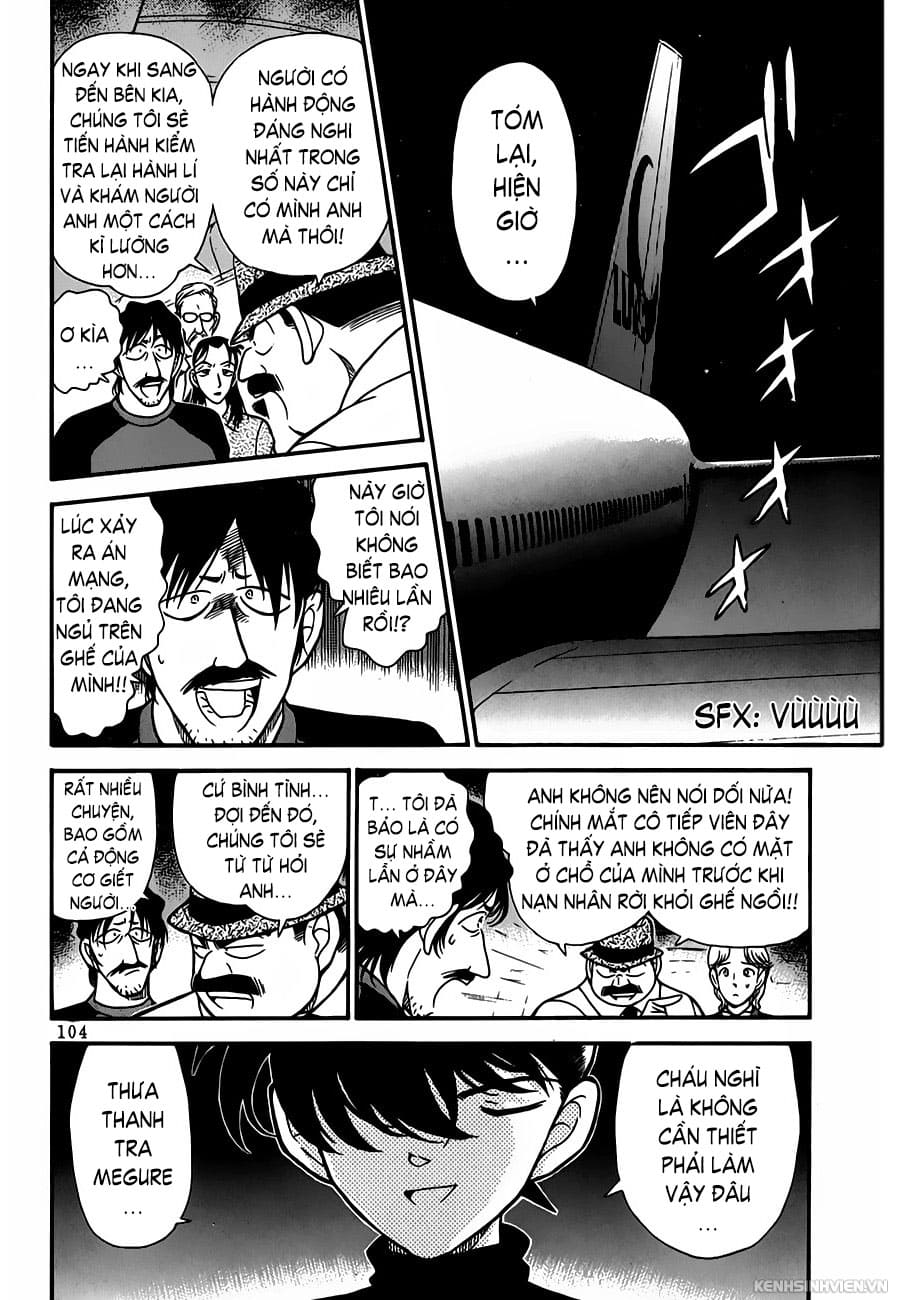 TÓM
LẠI,
HIỆN
GIỜ
...
SFX: VÙÙÙÙ
NGƯỜI CÓ
HÀNH ĐỘNG
ĐÁNG NGHI
NHẤT TRONG
SỐ NÀY CHỈ
CÓ MÌNH ANH
MÀ THÔI!
NGAY KHI SANG
ĐẾN BÊN KIA,
CHÚNG TÔI SẼ
TIẾN HÀNH KIỂM
TRA LẠI HÀNH LÍ
VÀ KHÁM NGƯỜI
ANH MỘT CÁCH
KĨ LƯỠNG
HƠN...
Ơ KÌA
...
NÀY GIỜ
TÔI NÓI
KHÔNG
BIẾT BAO
NHIÊU LẦN
RỒI!?
LÚC XẢY
RA ÁN
MẠNG,
TÔI ĐANG
NGỦ TRÊN
GHẾ CỦA
MÌNH!!
ANH KHÔNG NÊN NÓI DỐI NỮA!
CHÍNH MẮT CÔ TIẾP VIÊN ĐÂY
ĐÃ THẤY ANH KHÔNG CÓ MẶT
Ở CHỖ CỦA MÌNH TRƯỚC KHI
NẠN NHÂN RỜI KHỎI GHẾ NGỒI!!
T... TÔI ĐÃ
BẢO LÀ CÓ
SỰ NHẦM
LẪN Ở ĐÂY
MÀ...
CỨ BÌNH TĨNH...
ĐỢI ĐẾN ĐÓ,
CHÚNG TÔI SẼ
TỪ TỪ HỎI
ANH...
RẤT NHIỀU
CHUYỆN,
BAO GỒM
CẢ ĐỘNG
CƠ GIẾT
NGƯỜI...
104
CHÁU NGHĨ
LÀ KHÔNG
CẦN THIẾT
PHẢI LÀM
VẬY ĐÂU
...
THƯA
THANH
TRA
MEGURE
...
KENHSINHVIEN.VN